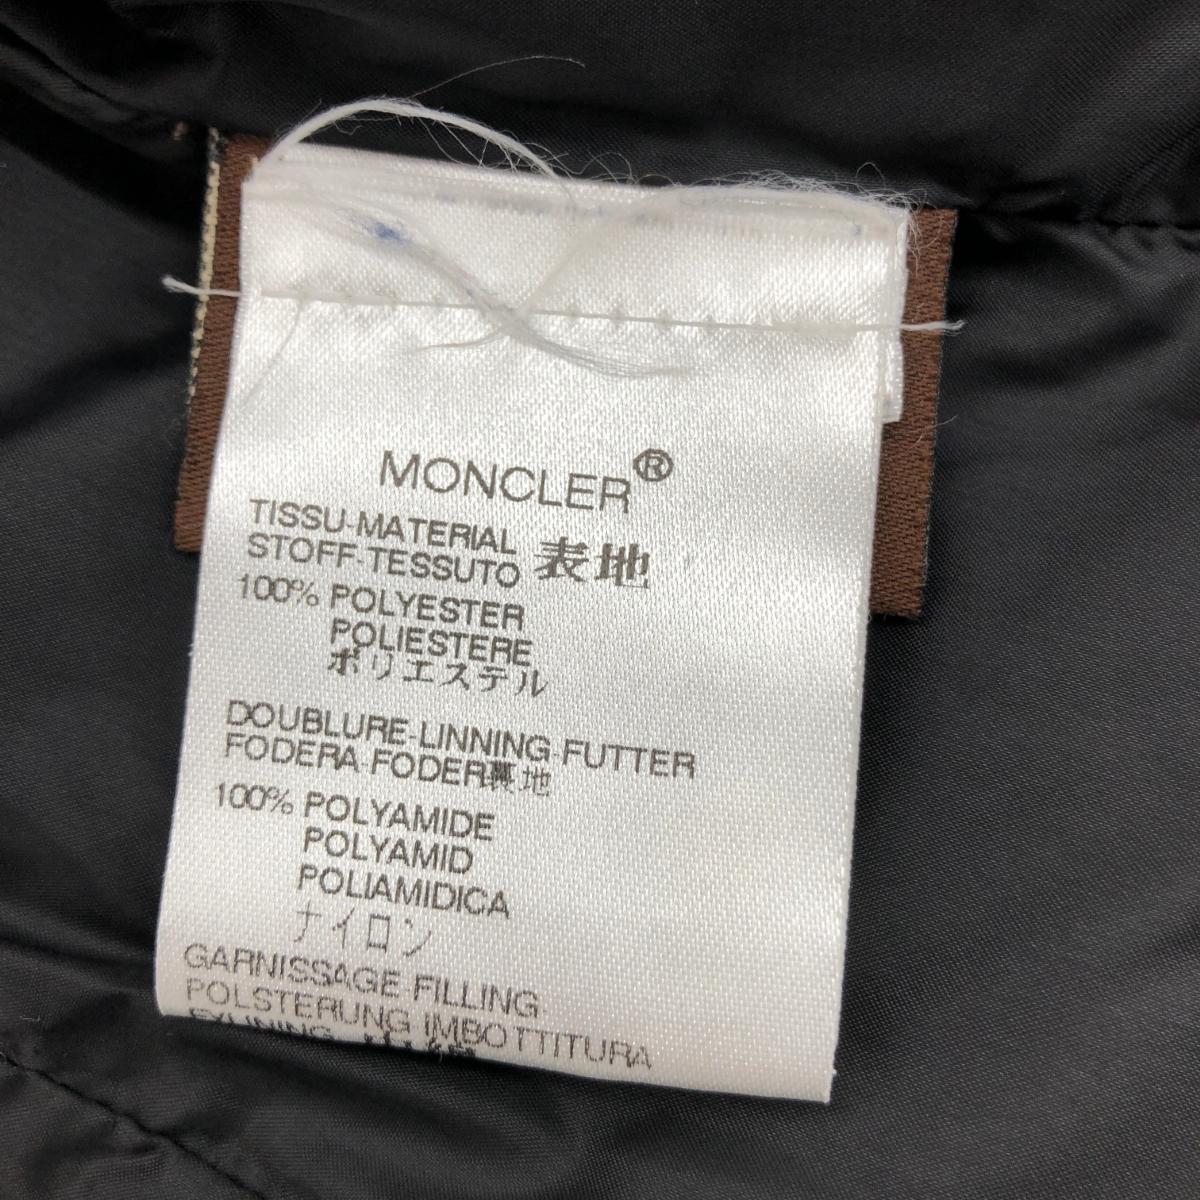 MONCLER®
TISSU-MATERIAL
STOFF-TESSUTO 表地
100% POLYESTER
POLIESTERE
ポリエステル
DOUBLURE-LINNING-FUTTER
FODERA FODER裏地
100% POLYAMIDE
POLYAMID
POLIAMIDICA
ナイロン
GARNISSAGE-FILLING
POLSTERUNG IMBOTTITURA